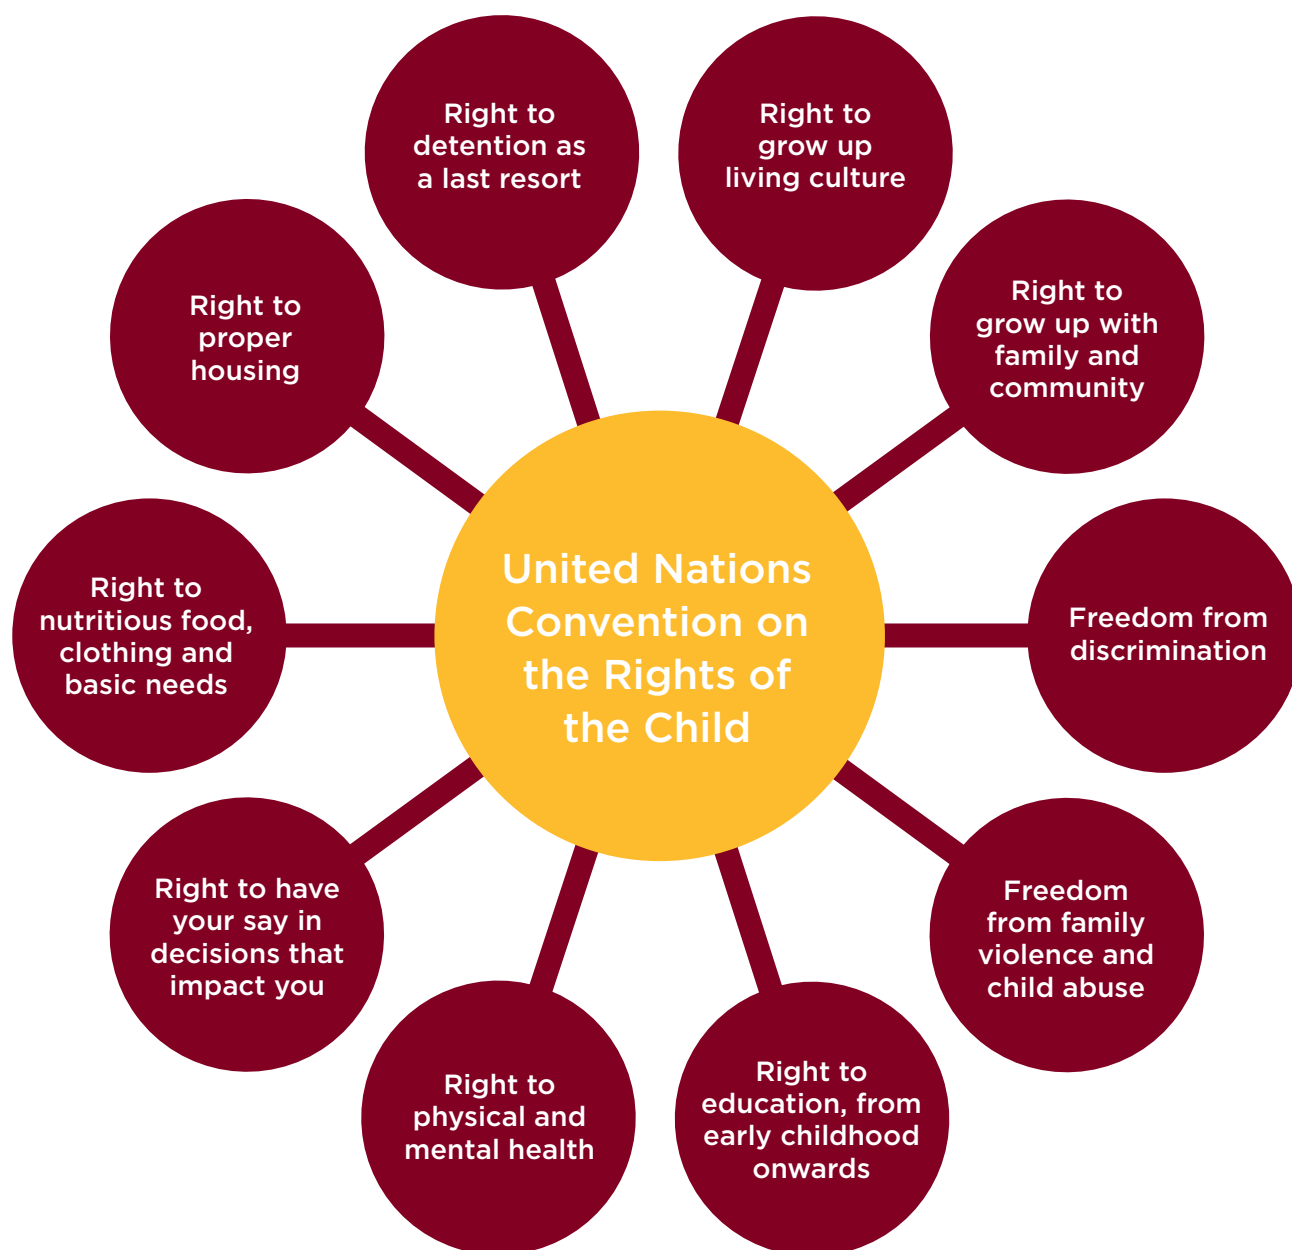 Right to
detention as
a last resort
Right to
grow up
living culture
Right to
proper
housing
Right to
grow up with
family and
community
United Nations
Convention on
the Rights of
the Child
Right to
nutritious food,
clothing and
basic needs
Freedom from
discrimination
Right to have
your say in
decisions that
impact you
Freedom
from family
violence and
child abuse
Right to
physical and
mental health
Right to
education, from
early childhood
onwards